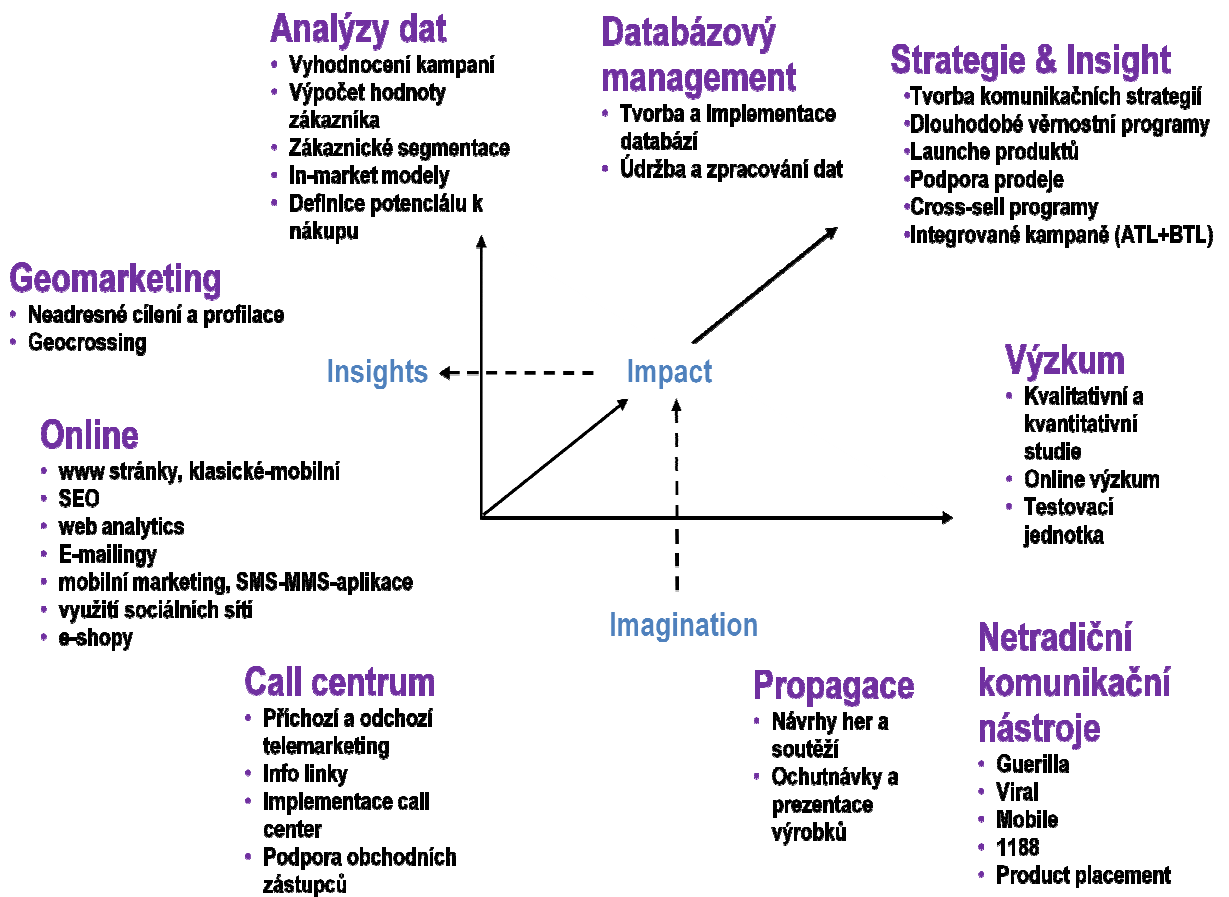 Analýzy dat
• Vyhodnocení kampaní
• Výpočet hodnoty
zákazníka
• Zákaznické segmentace
• In-market modely
• Definice potenciálu k
nákupu
Databázový
management
• Tvorba a implementace
databází
• Údržba a zpracování dat
Strategie & Insight
•Tvorba komunikačních strategií
•Dlouhodobé věrnostní programy
•Launche produktů
•Podpora prodeje
•Cross-sell programy
•Integrované kampaně (ATL+BTL)
Geomarketing
• Neadresné cílení a profilace
• Geocrossing
Insights
Impact
Výzkum
• Kvalitativní a
kvantitativní
studie
• Online výzkum
• Testovací
jednotka
Online
• www stránky, klasické-mobilní
• SEO
• web analytics
• E-mailingy
• mobilní marketing, SMS-MMS-aplikace
• využití sociálních sítí
• e-shopy
Imagination
Call centrum
• Příchozí a odchozí
telemarketing
• Info linky
• Implementace call
center
• Podpora obchodních
zástupců
Propagace
• Návrhy her a
soutěží
• Ochutnávky a
prezentace
výrobků
Netradiční
komunikační
nástroje
• Guerilla
• Viral
• Mobile
• 1188
• Product placement